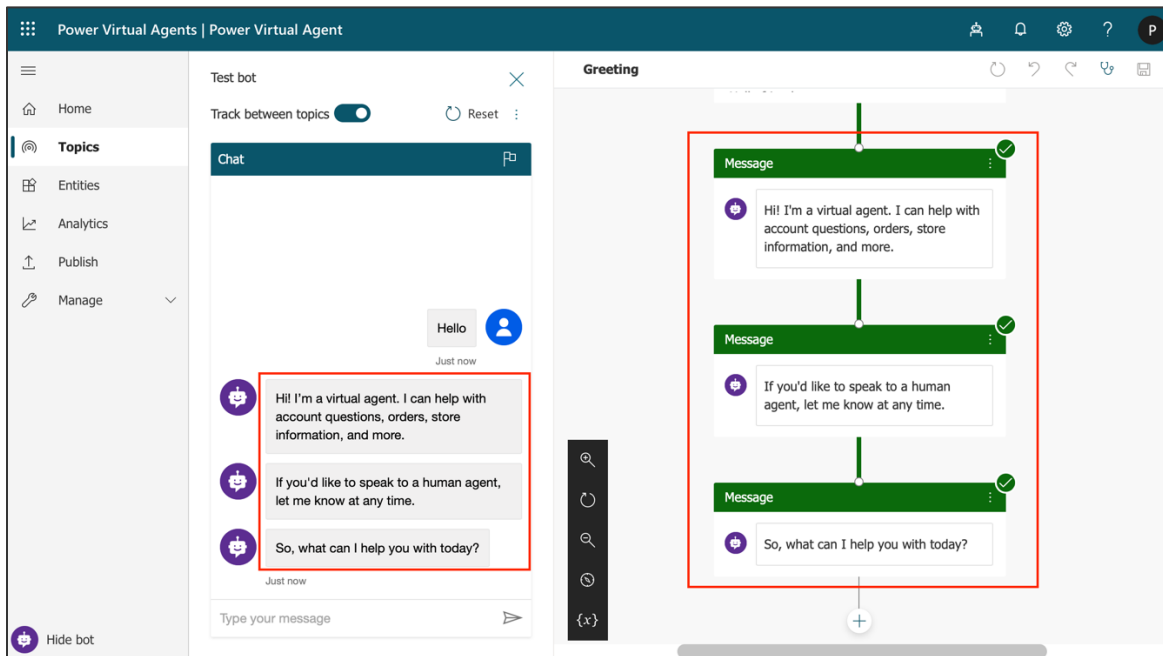 Power Virtual Agents | Power Virtual Agent
P
Home
Topics
Entities
Analytics
Publish
Manage
Hide bot
Test bot
Track between topics
Reset
Chat
Hello
Just now
Hi! I'm a virtual agent. I can help with
account questions, orders, store
information, and more.
If you'd like to speak to a human agent,
let me know at any time.
So, what can I help you with today?
Just now
Type your message
Greeting
Message
Hi! I'm a virtual agent. I can help with
account questions, orders, store
information, and more.
Message
If you'd like to speak to a human
agent, let me know at any time.
Message
So, what can I help you with today?
{x}